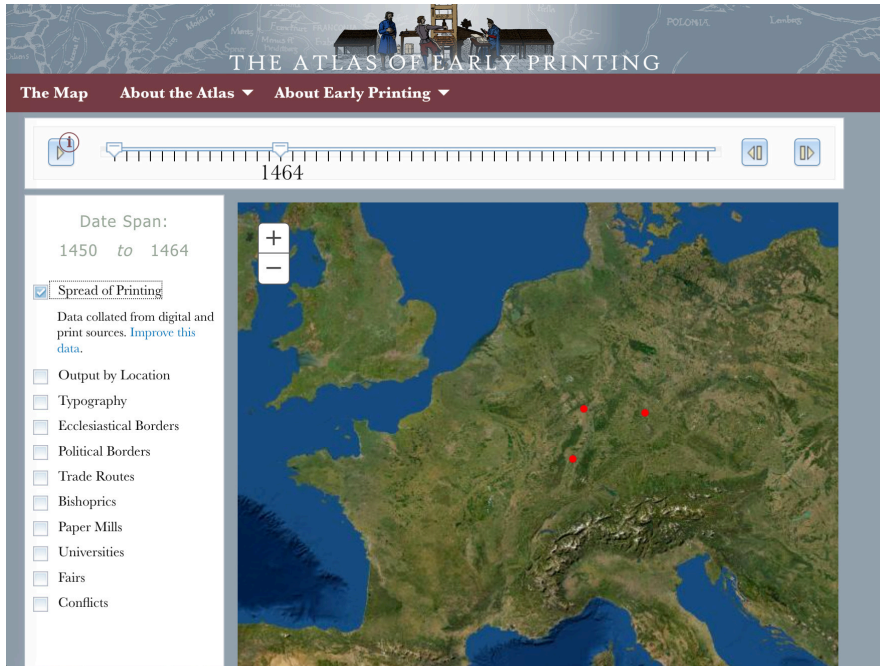 POLONIA
Lemberg
THE ATLAS OF EARLY PRINTING
The Map
About the Atlas
About Early Printing
i
1464
Date Span:
1450 to 1464
Spread of Printing
Data collated from digital and
print sources. Improve this
data.
Output by Location
Typography
Ecclesiastical Borders
Political Borders
Trade Routes
Bishoprics
Paper Mills
Universities
Fairs
Conflicts
+
−